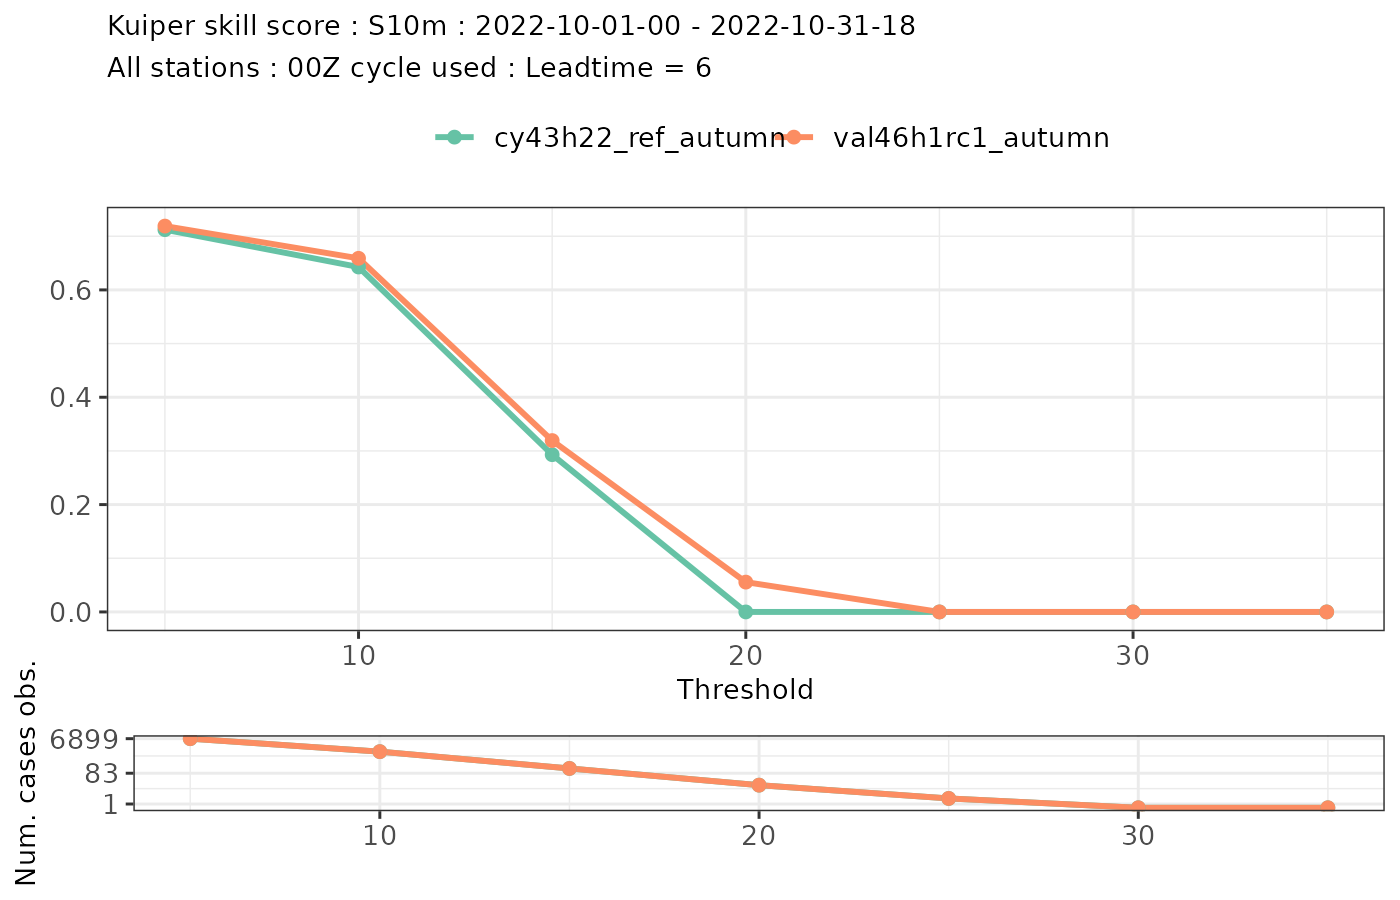 Kuiper skill score : S10m : 2022-10-01-00 - 2022-10-31-18
All stations : 00Z cycle used : Leadtime = 6
cy43h22_ref_autumn val46h1rc1_autumn
0.6
0.4
0.2
0.0
10 20 30
Threshold
Num. cases obs.
6899
83
1
10 20 30